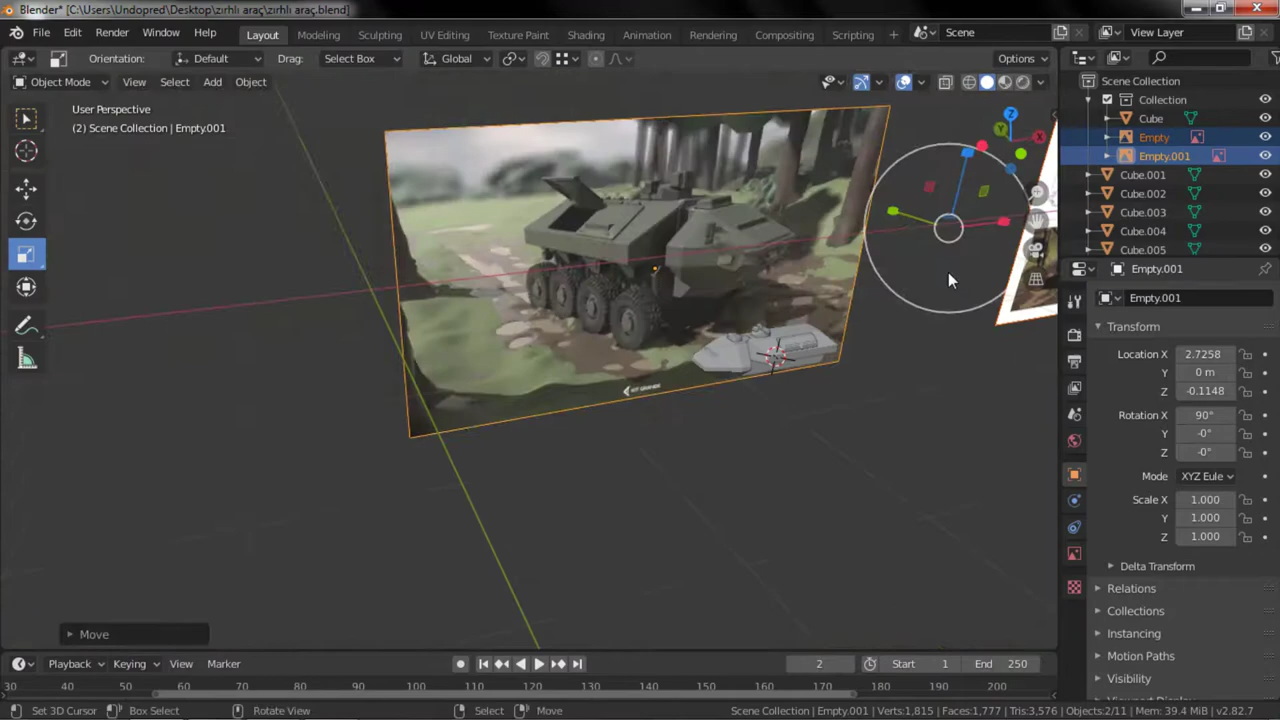 Blender* [C:\Users\Undopred\Desktop\zırhlı araç\zırhlı araç.blend]
File Edit Render Window Help Layout Modeling Sculpting UV Editing Texture Paint Shading Animation Rendering Compositing Scripting + Scene View Layer
Orientation: Default Drag: Select Box Global Options
Object Mode View Select Add Object
User Perspective
(2) Scene Collection | Empty.001
Z
Y
X
Scene Collection
Collection
Cube
Empty
Empty.001
Cube.001
Cube.002
Cube.003
Cube.004
Cube.005
Empty.001
Empty.001
Transform
Location X 2.7258
Y 0 m
Z -0.1148
Rotation X 90°
Y -0°
Z -0°
Mode XYZ Eule
Scale X 1.000
Y 1.000
Z 1.000
Delta Transform
Relations
Collections
Instancing
Motion Paths
Visibility
Move
Playback Keying View Marker 2 Start 1 End 250
30 40 50 60 70 80 90 100 110 120 130 140 150 160 170 180 190 200
Set 3D Cursor Box Select Rotate View Select Move Scene Collection | Empty.001 | Verts:1,815 | Faces:1,777 | Tris:3,576 | Objects:2/11 | Mem: 39.4 MiB | v2.82.7